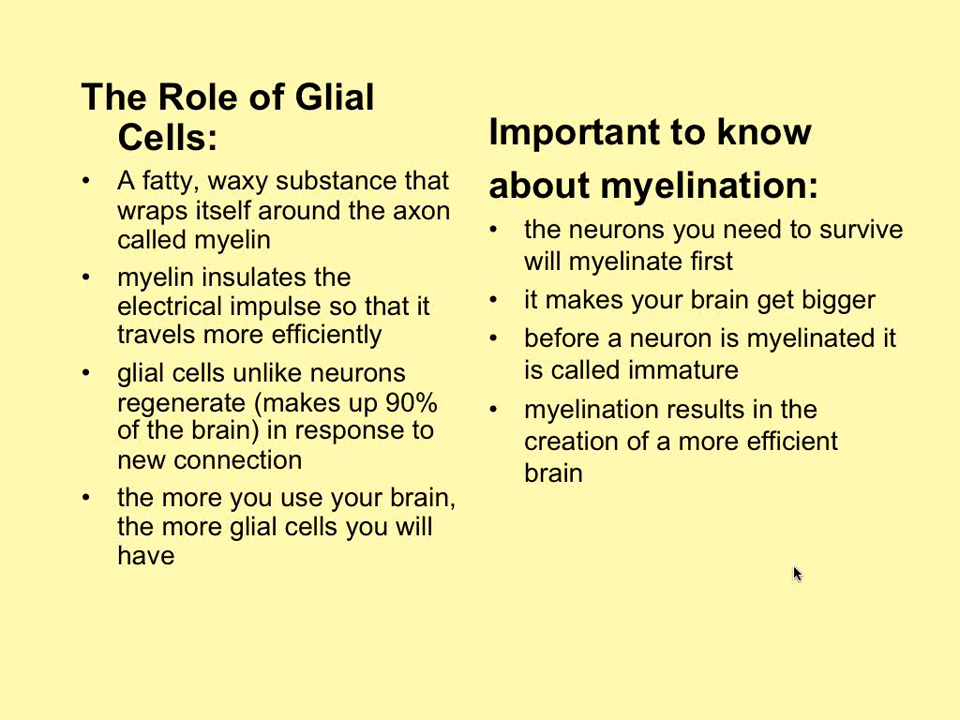 The Role of Glial
Cells:
• A fatty, waxy substance that
wraps itself around the axon
called myelin
• myelin insulates the
electrical impulse so that it
travels more efficiently
• glial cells unlike neurons
regenerate (makes up 90%
of the brain) in response to
new connection
• the more you use your brain,
the more glial cells you will
have
Important to know
about myelination:
• the neurons you need to survive
will myelinate first
• it makes your brain get bigger
• before a neuron is myelinated it
is called immature
• myelination results in the
creation of a more efficient
brain